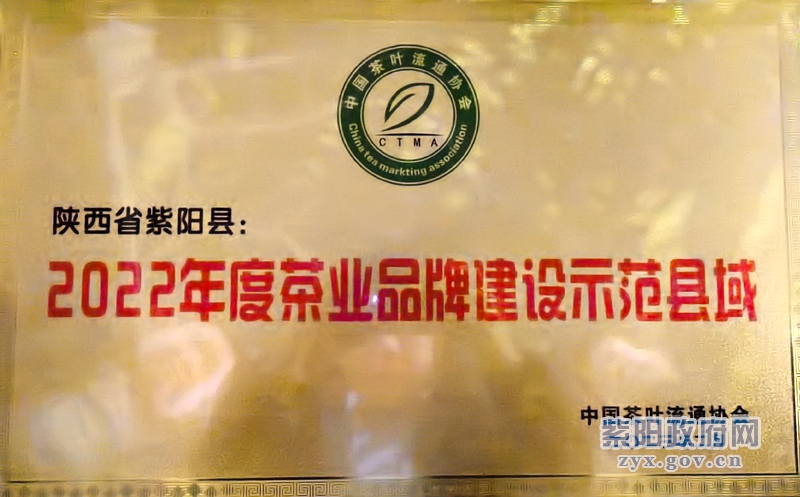 中国茶叶流通协会
CTMA
China tea markting association
陕西省紫阳县：
2022年度茶业品牌建设示范县域
中国茶叶流通协会
紫阳政府网
zyx.gov.cn